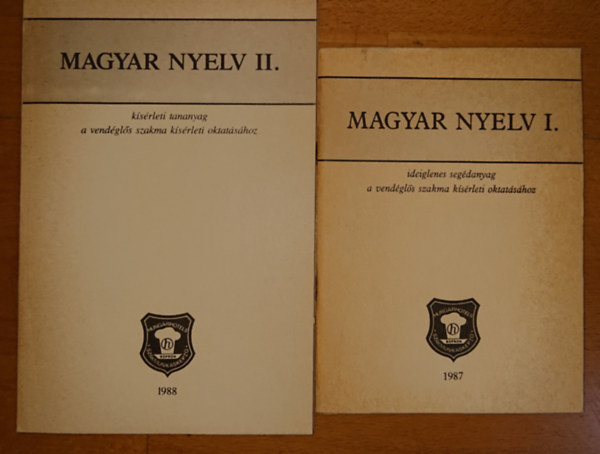 MAGYAR NYELV II.
kísérleti tananyag
a vendéglős szakma kísérleti oktatásához
1988
MAGYAR NYELV I.
ideiglenes segédanyag
a vendéglős szakma kísérleti oktatásához
1987